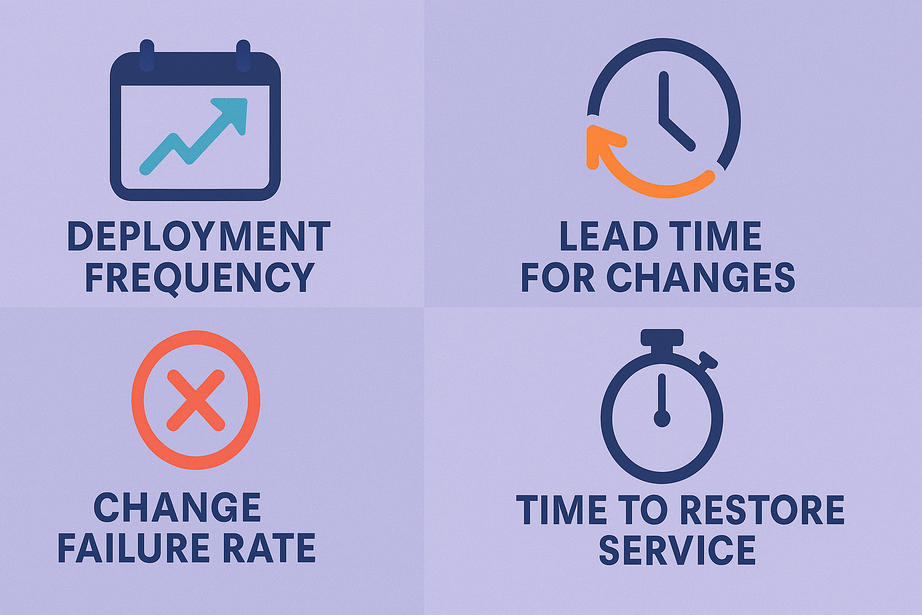 DEPLOYMENT
FREQUENCY
LEAD TIME
FOR CHANGES
CHANGE
FAILURE RATE
TIME TO RESTORE
SERVICE